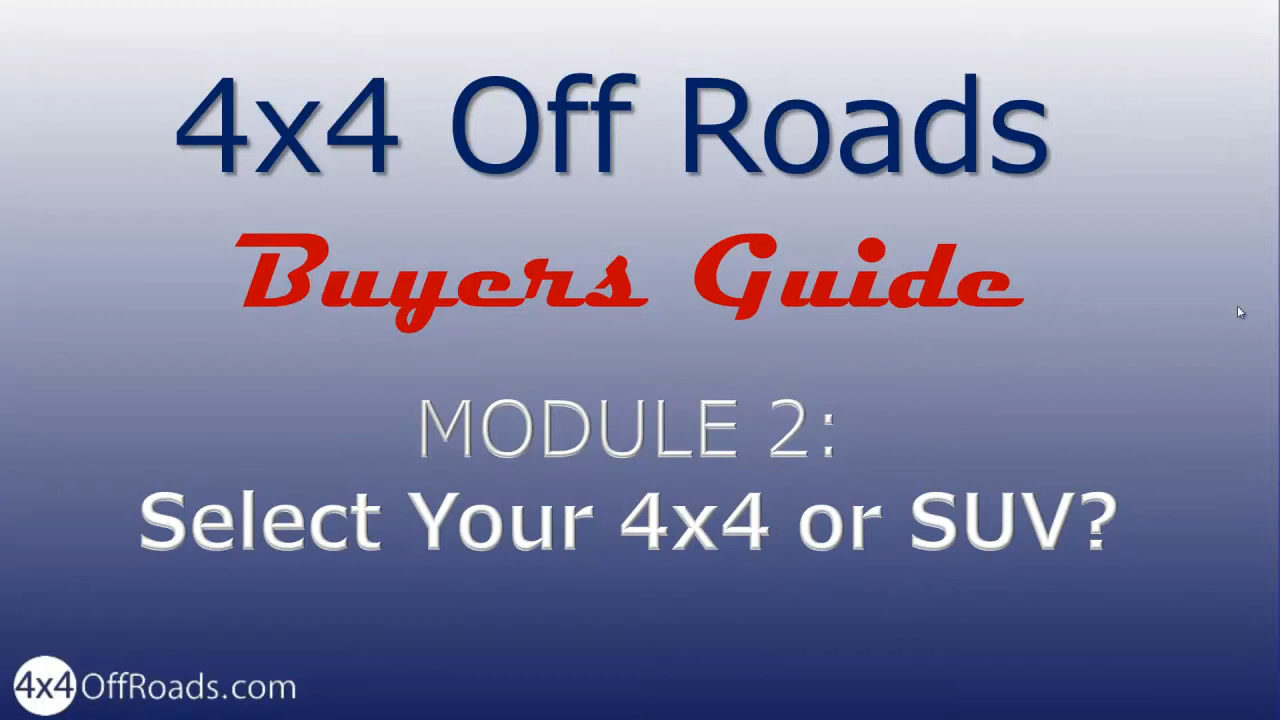 4x4 Off Roads
Buyers Guide
MODULE 2:
Select Your 4x4 or SUV?
4x4OffRoads.com